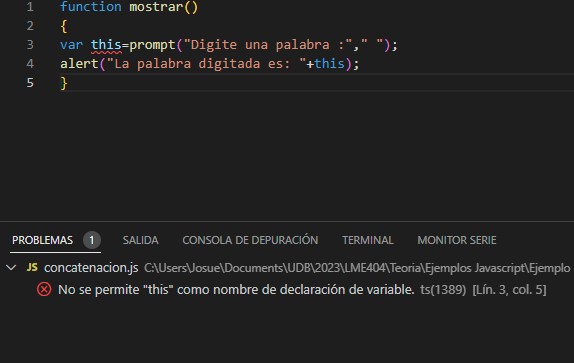 1 function mostrar()
2 {
3 var this=prompt("Digite una palabra :"," ");
4 alert("La palabra digitada es: "+this);
5 }
PROBLEMAS 1 SALIDA CONSOLA DE DEPURACIÓN TERMINAL MONITOR SERIE
JS concatenacion.js C:\Users\Josue\Documents\UDB\2023\LME404\Teoria\Ejemplos Javascript\Ejemplo
No se permite "this" como nombre de declaración de variable. ts(1389) [Lín. 3, col. 5]